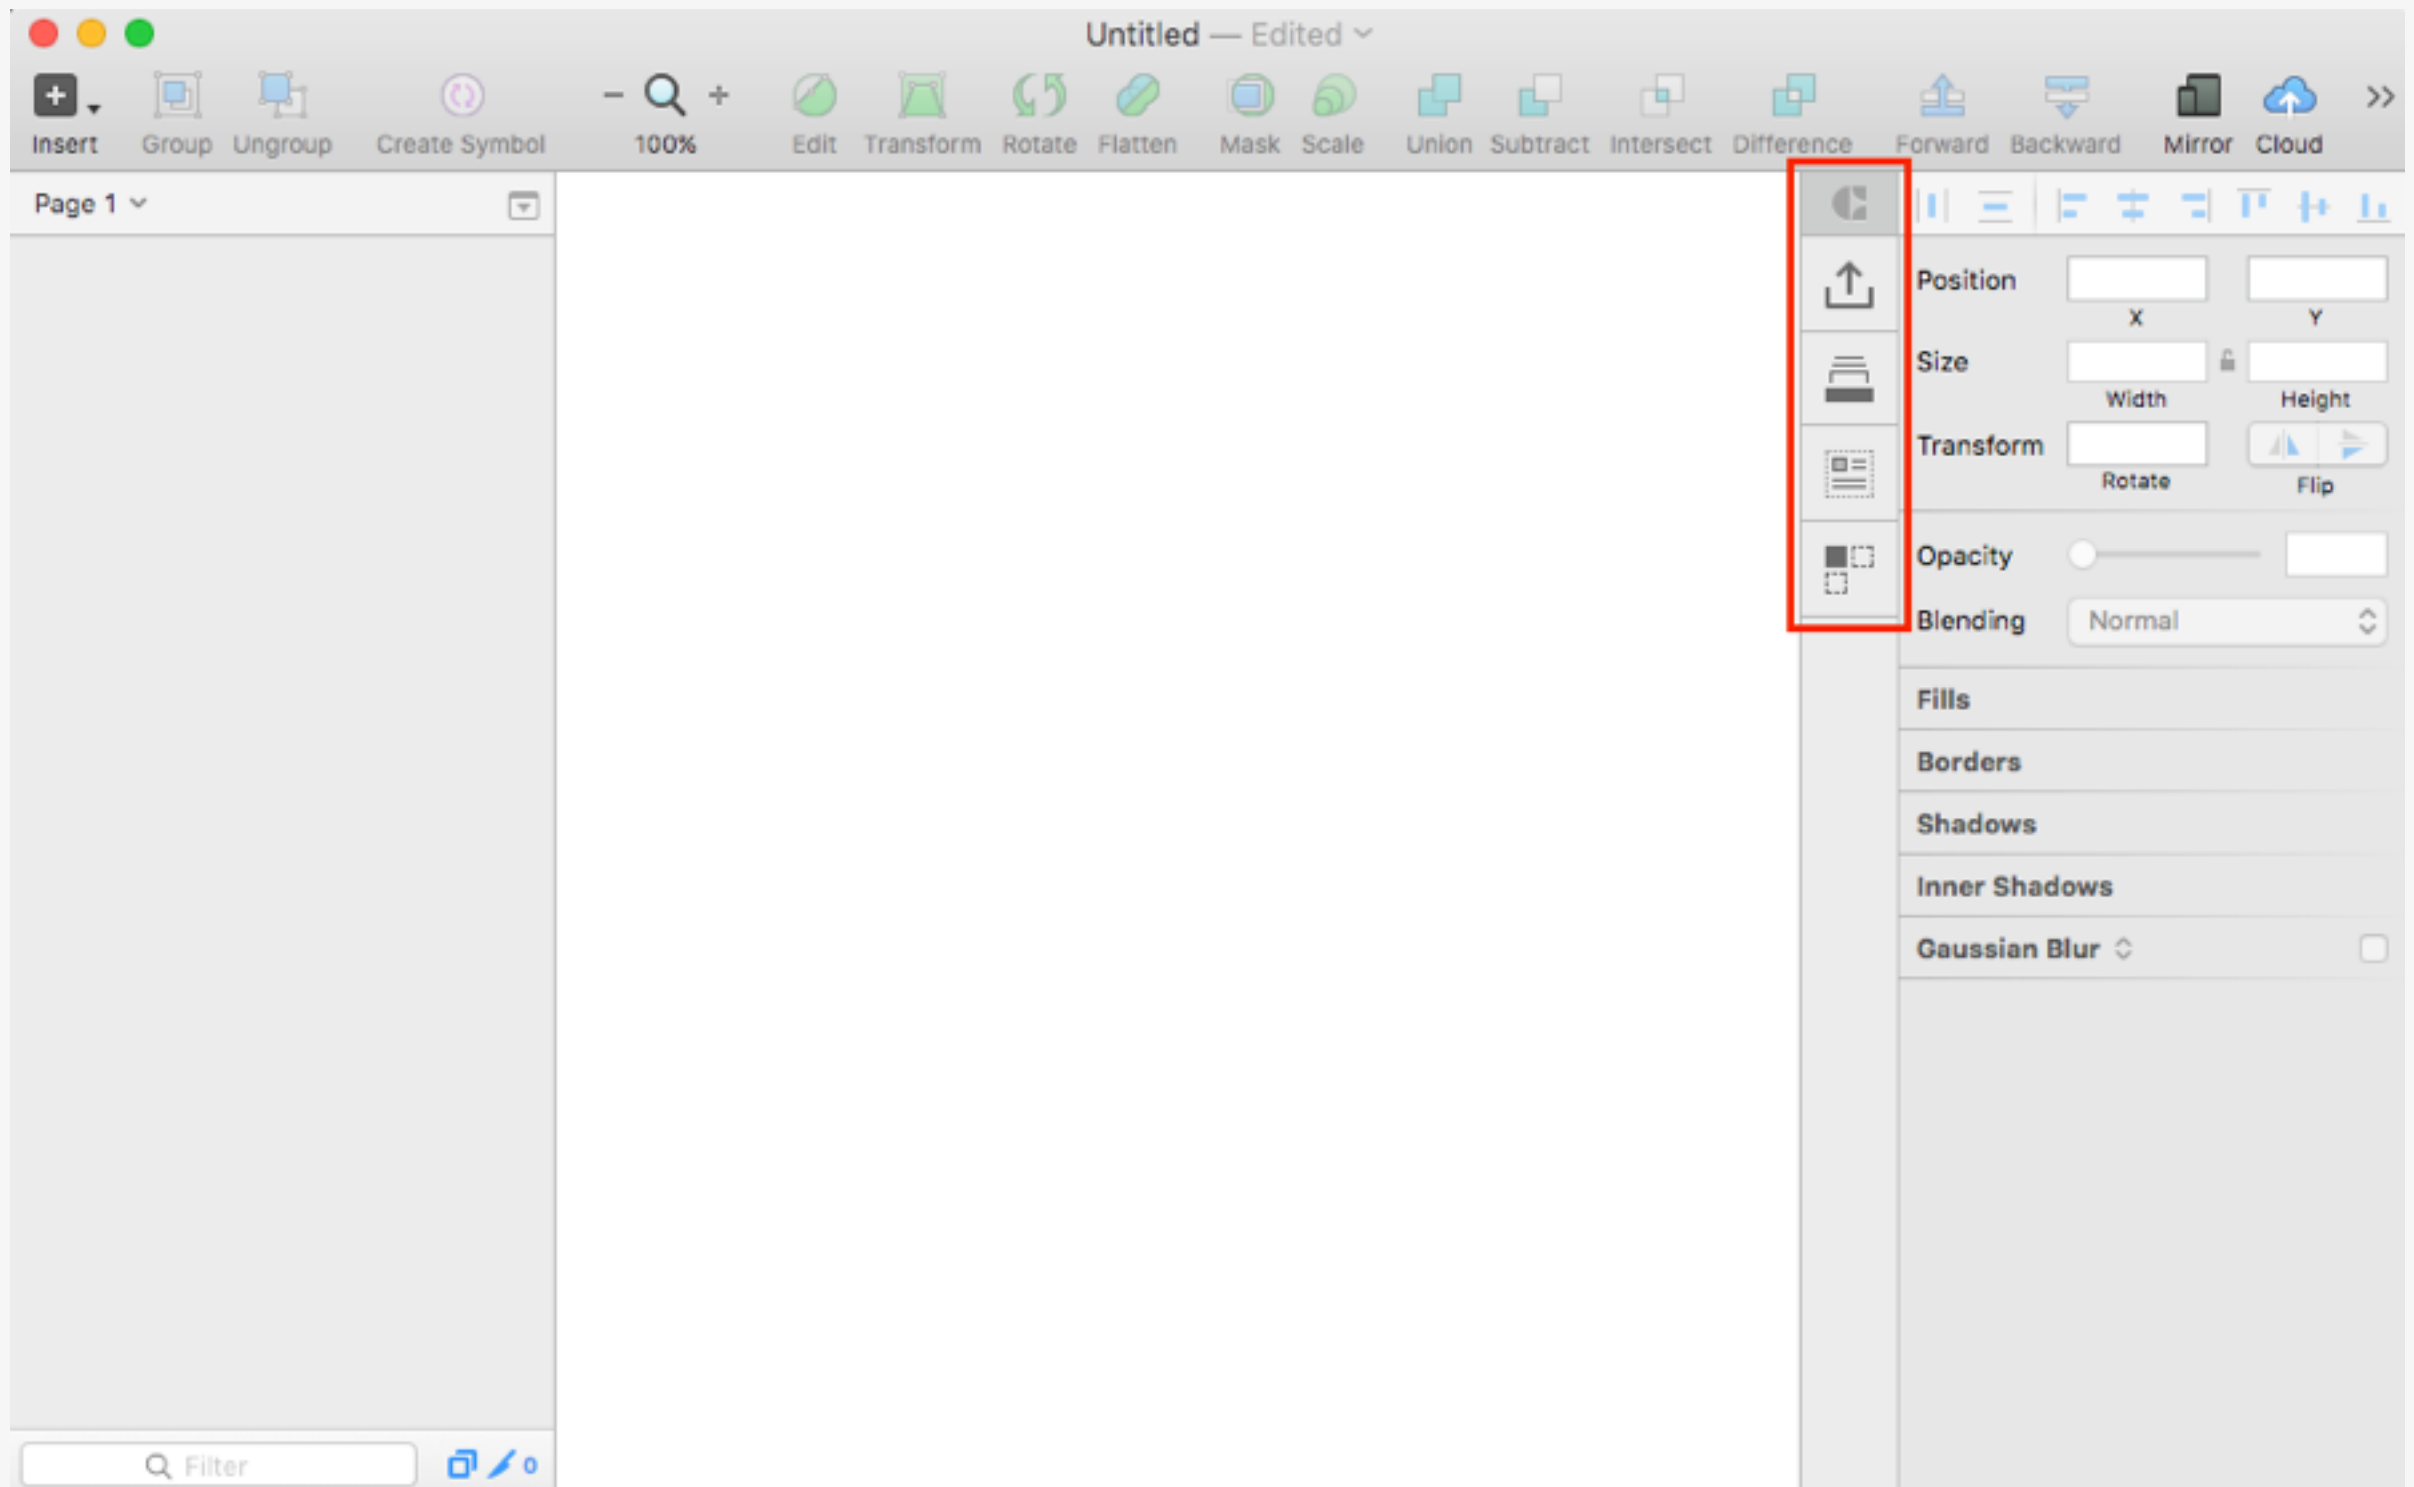 Untitled — Edited
Insert Group Ungroup Create Symbol 100% Edit Transform Rotate Flatten Mask Scale Union Subtract Intersect Difference Forward Backward Mirror Cloud
Page 1
Position
X Y
Size
Width Height
Transform
Rotate Flip
Opacity
Blending Normal
Fills
Borders
Shadows
Inner Shadows
Gaussian Blur
Filter 0